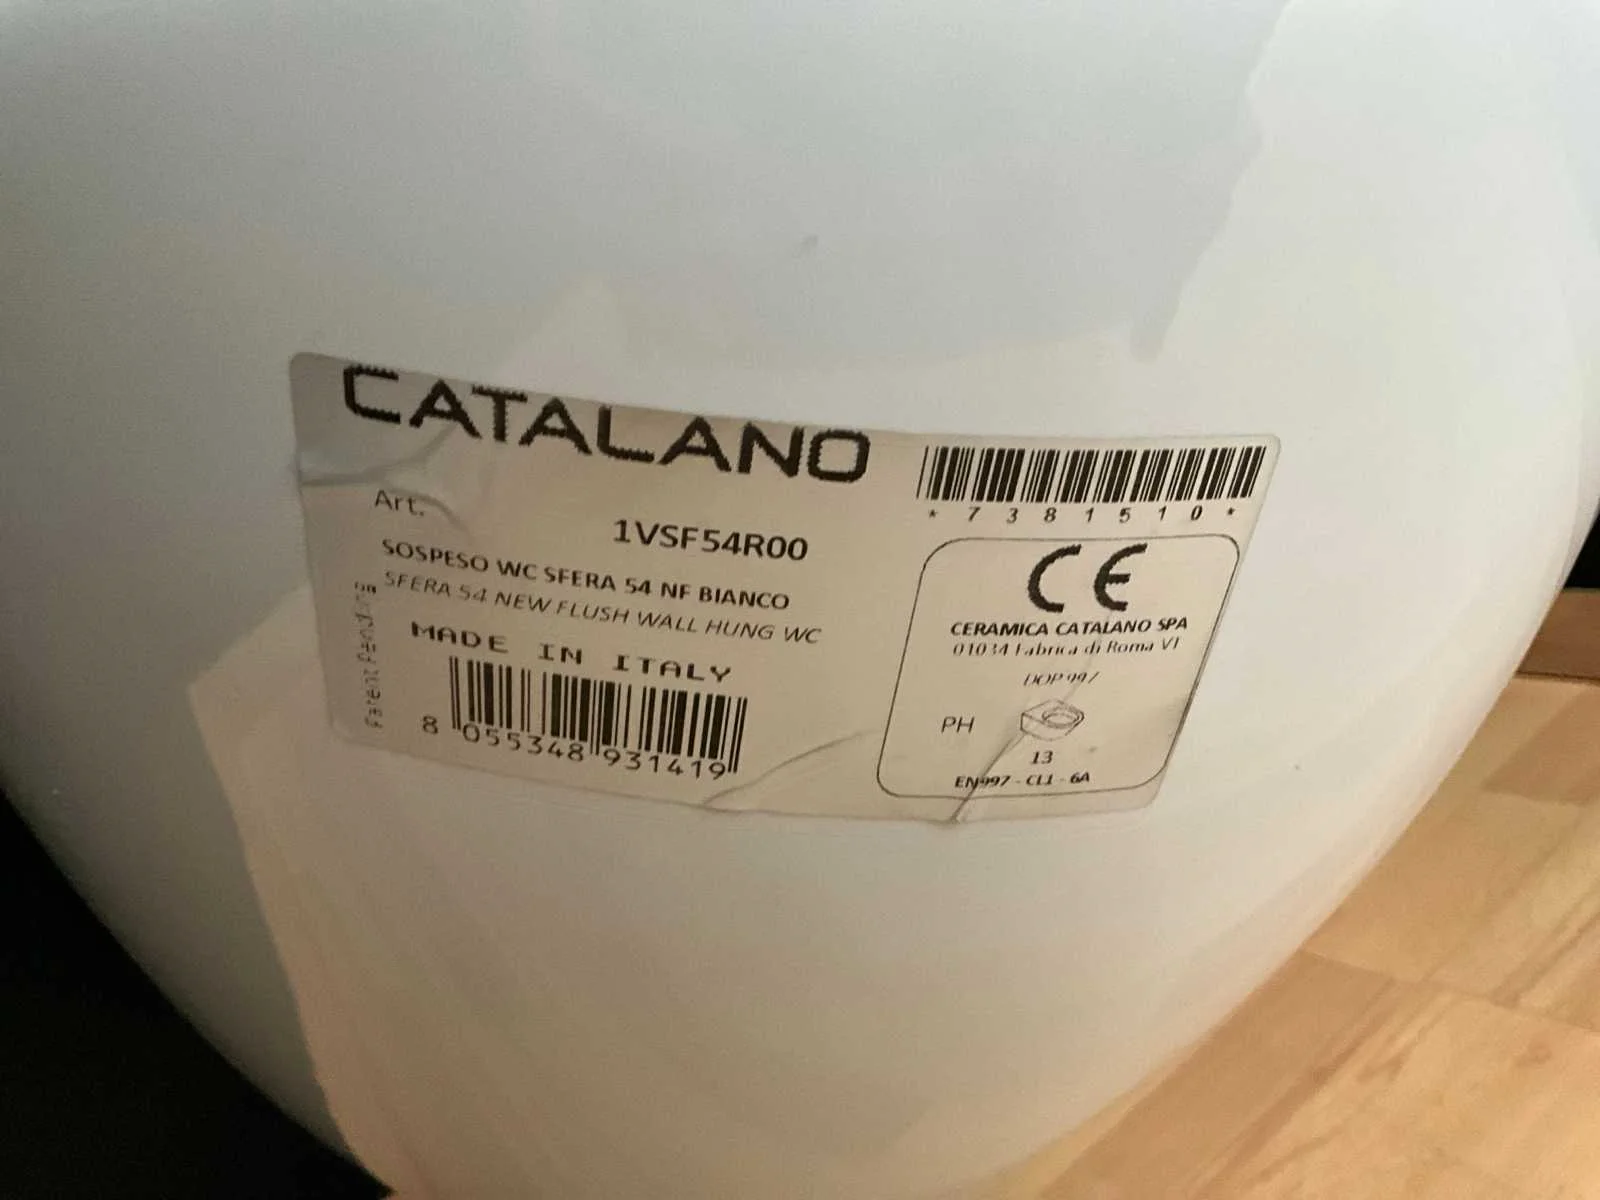 CATALANO
* 7 3 8 1 5 1 0 *
Art.
1VSF54R00
SOSPESO WC SFERA 54 NF BIANCO
SFERA 54 NEW FLUSH WALL HUNG WC
MADE IN ITALY
8 055348 931419
Patent Pending
CE
CERAMICA CATALANO SPA
01034 Fabrica di Roma VT
DOP 997
PH
13
EN997 - CL1 - 6A